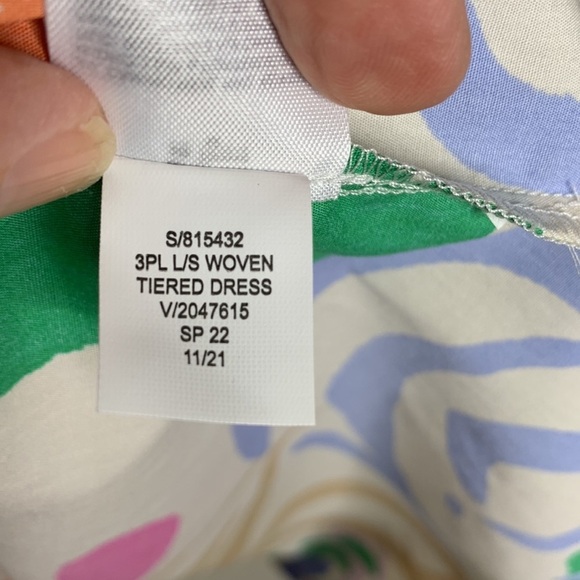 S/815432
3PL L/S WOVEN
TIERED DRESS
V/2047615
SP 22
11/21